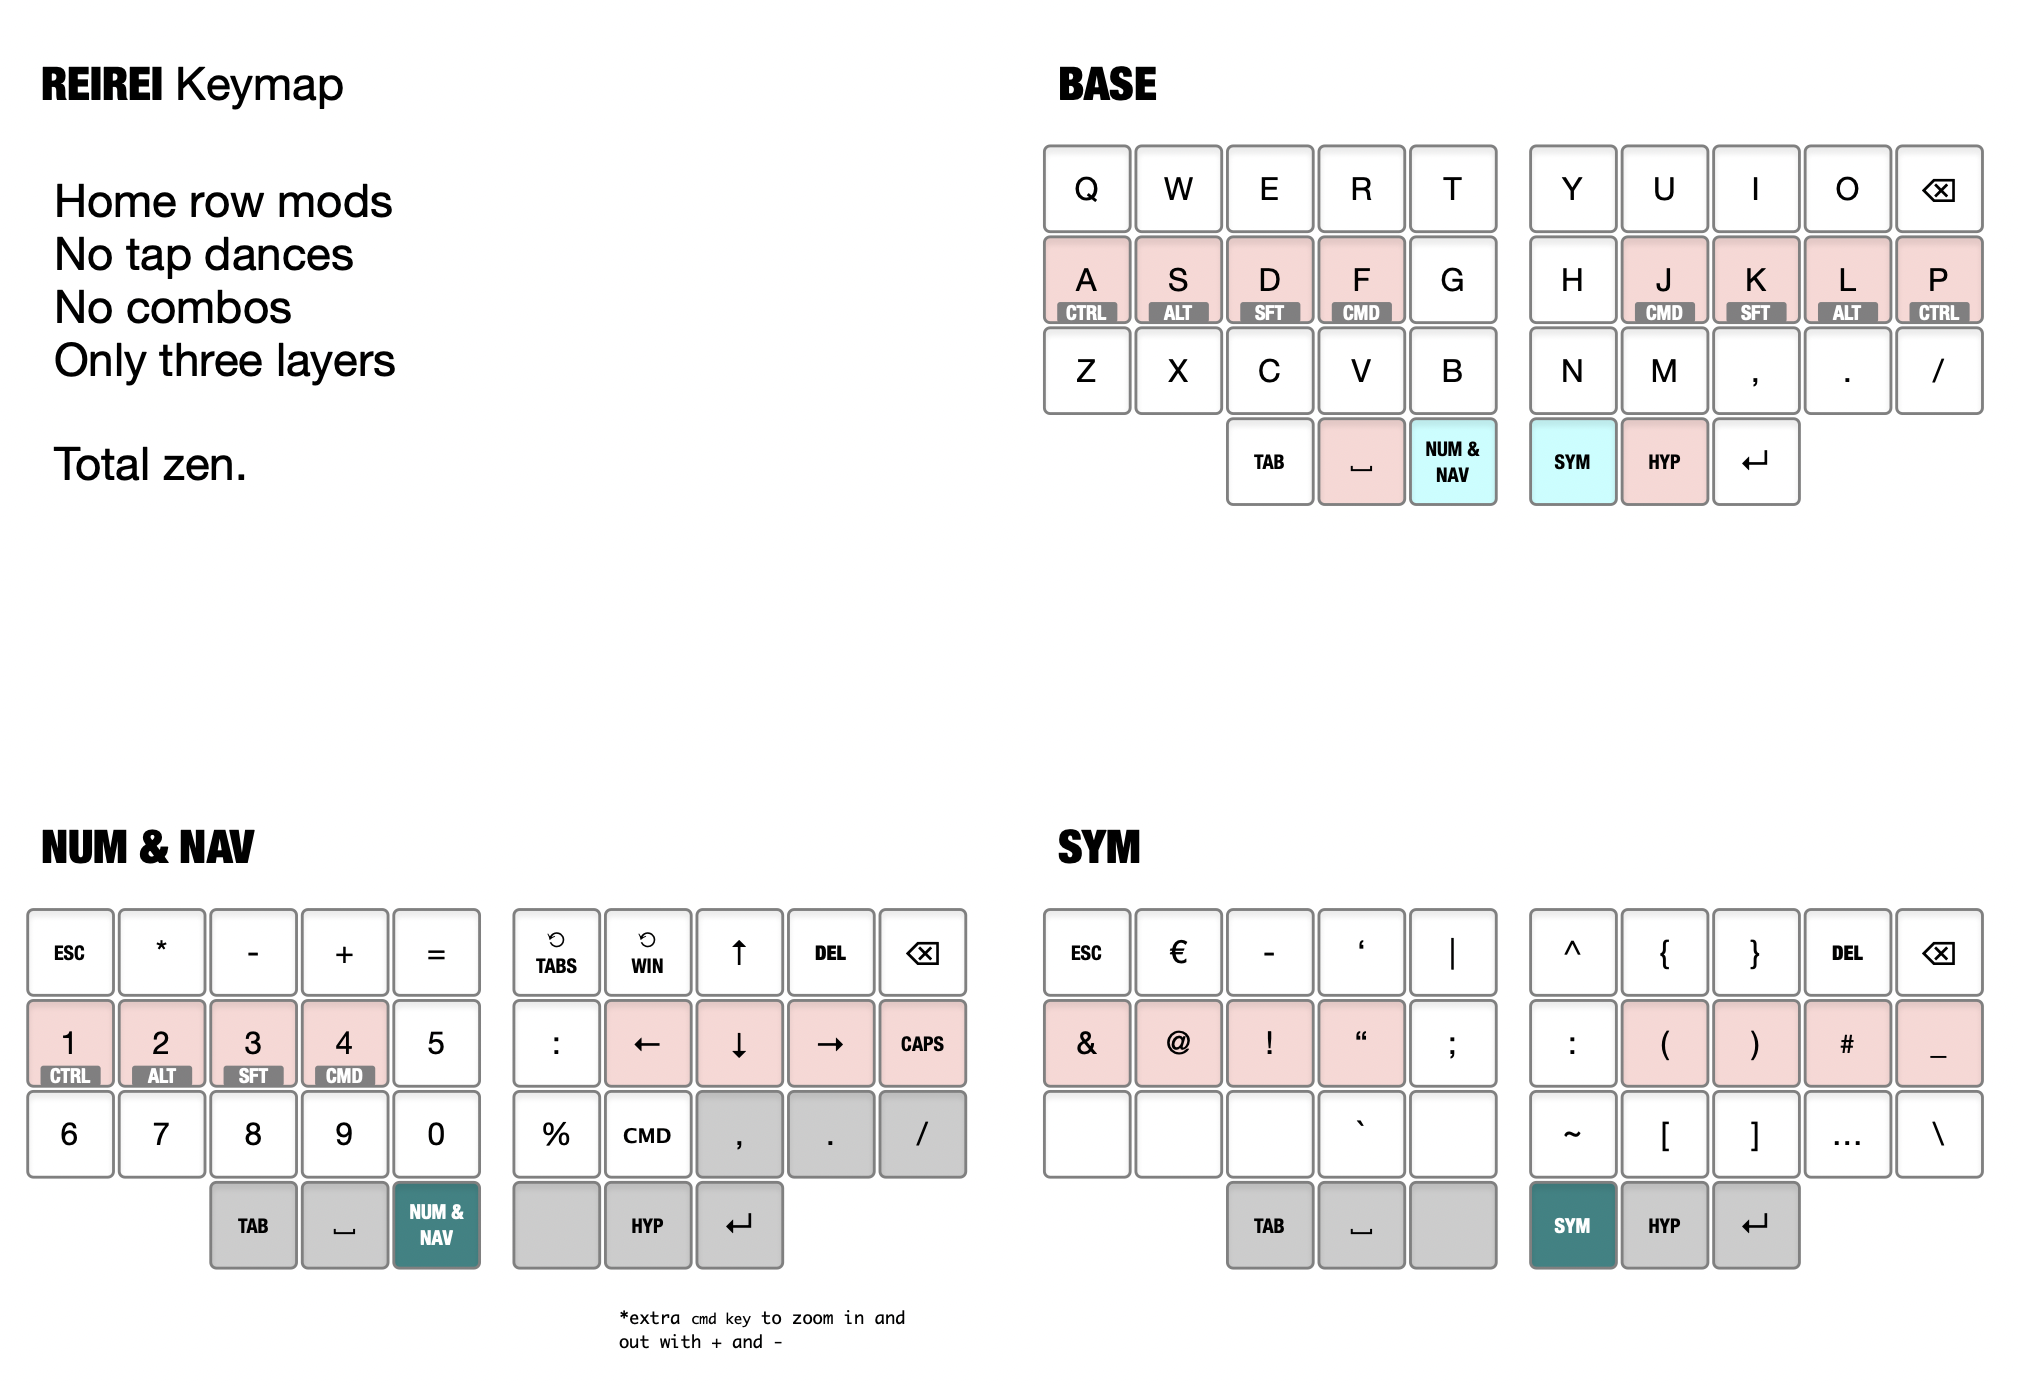 REIREI Keymap
Home row mods
No tap dances
No combos
Only three layers
Total zen.
BASE
Q W E R T Y U I O ⌫
A S D F G H J K L P
CTRL ALT SFT CMD CMD SFT ALT CTRL
Z X C V B N M , . /
TAB ⎵ NUM & NAV SYM HYP ↵
NUM & NAV
ESC * - + = ↺ TABS ↺ WIN ↑ DEL ⌫
1 2 3 4 5 : ← ↓ → CAPS
CTRL ALT SFT CMD
6 7 8 9 0 % CMD , . /
TAB ⎵ NUM & NAV HYP ↵
*extra cmd key to zoom in and
out with + and -
SYM
ESC € - ‘ | ^ { } DEL ⌫
& @ ! “ ; : ( ) # _
` ~ [ ] ... \
TAB ⎵ SYM HYP ↵